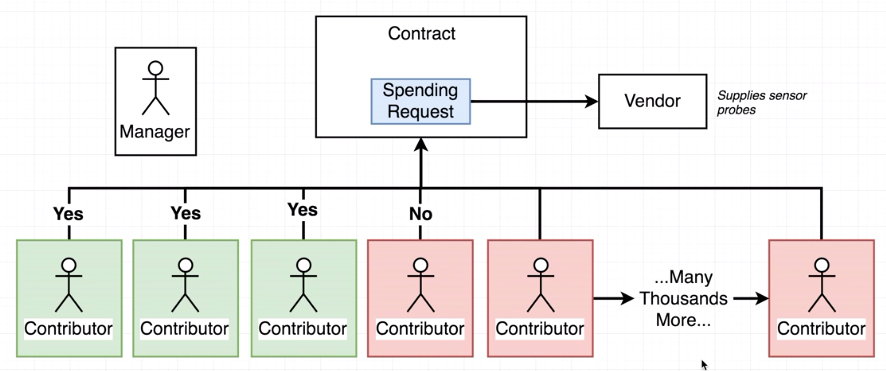 Contract
Spending
Request
Vendor
Supplies sensor
probes
Manager
Yes
Yes
Yes
No
Contributor
Contributor
Contributor
Contributor
Contributor
...Many
Thousands
More...
Contributor